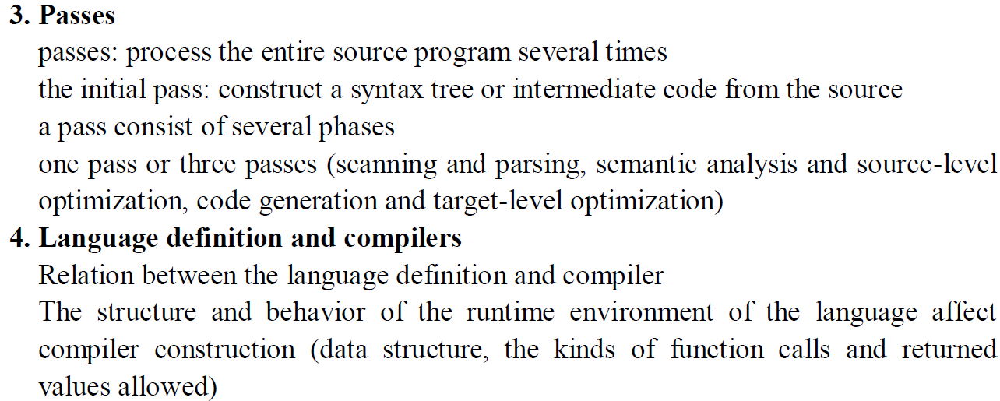 3. Passes
passes: process the entire source program several times
the initial pass: construct a syntax tree or intermediate code from the source
a pass consist of several phases
one pass or three passes (scanning and parsing, semantic analysis and source-level
optimization, code generation and target-level optimization)
4. Language definition and compilers
Relation between the language definition and compiler
The structure and behavior of the runtime environment of the language affect
compiler construction (data structure, the kinds of function calls and returned
values allowed)